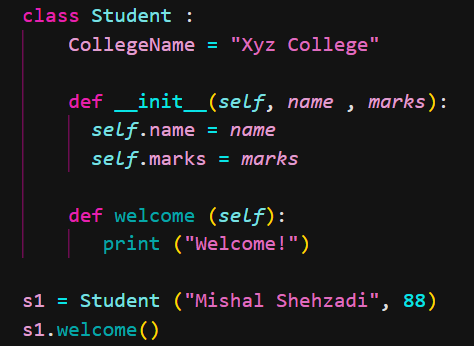 class Student :
    CollegeName = "Xyz College"

    def __init__(self, name , marks):
      self.name = name
      self.marks = marks

    def welcome (self):
       print ("Welcome!")

s1 = Student ("Mishal Shehzadi", 88)
s1.welcome()